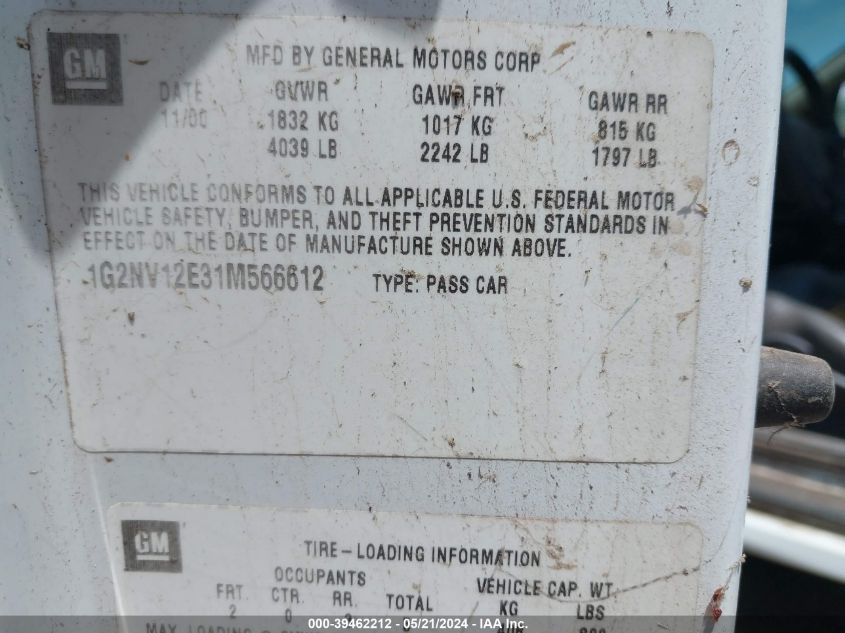 GM
MFD BY GENERAL MOTORS CORP
DATE GVWR GAWR FRT GAWR RR
11/00 1832 KG 1017 KG 815 KG
4039 LB 2242 LB 1797 LB
THIS VEHICLE CONFORMS TO ALL APPLICABLE U.S. FEDERAL MOTOR
VEHICLE SAFETY, BUMPER, AND THEFT PREVENTION STANDARDS IN
EFFECT ON THE DATE OF MANUFACTURE SHOWN ABOVE.
1G2NV12E31M566612 TYPE: PASS CAR
GM
TIRE-LOADING INFORMATION
OCCUPANTS VEHICLE CAP. WT.
FRT. CTR. RR. TOTAL KG LBS
2 0
MAX. LOADING
000-39462212 - 05/21/2024 - IAA Inc.